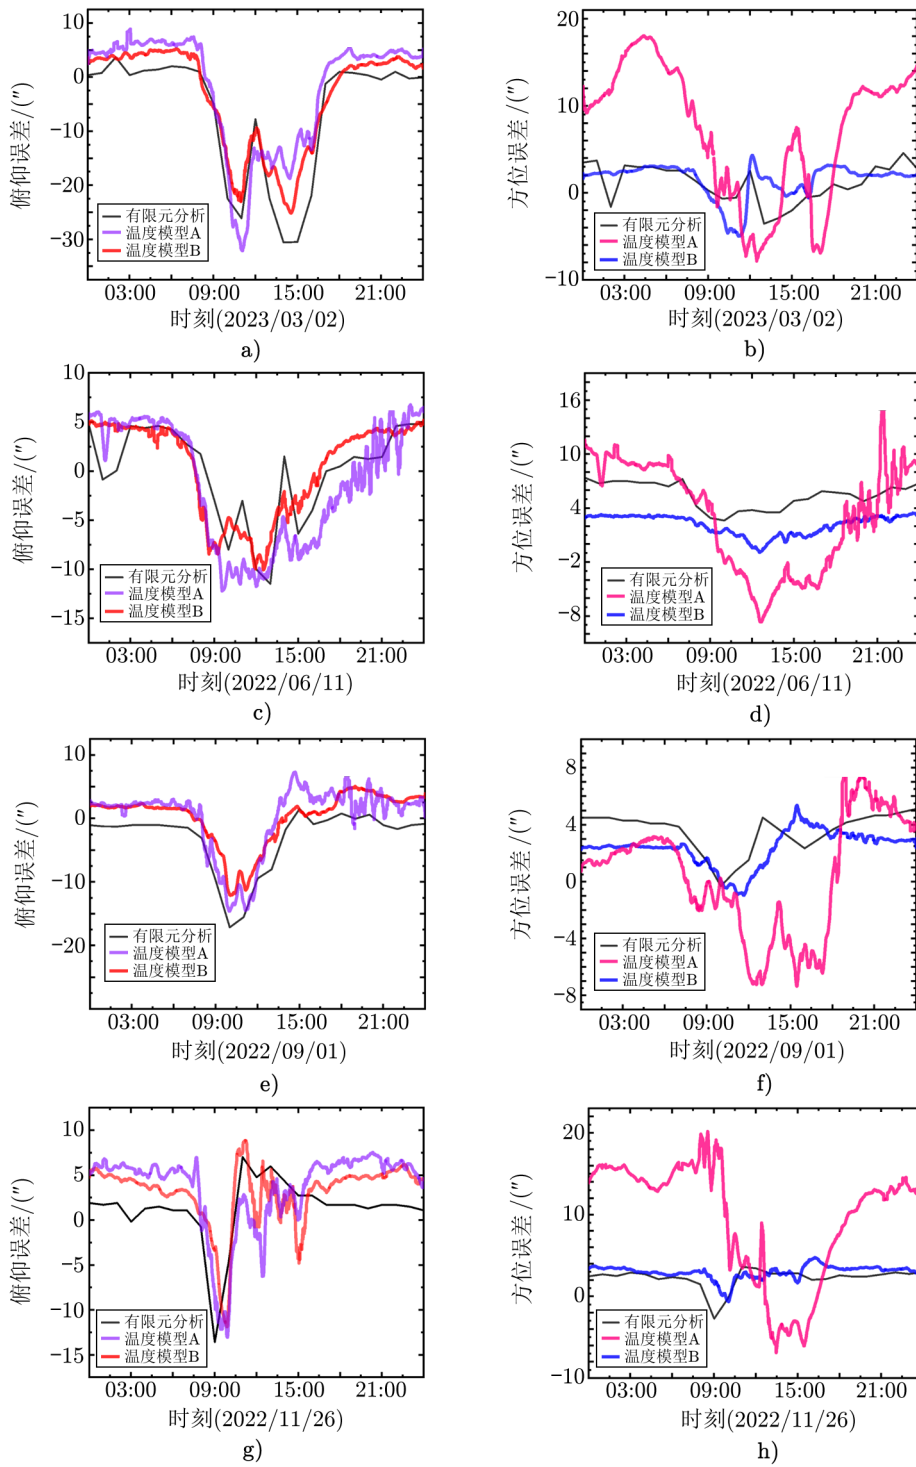 10
0
−10
−20
−30
俯仰误差/(″)
有限元分析
温度模型A
温度模型B
03:00 09:00 15:00 21:00
时刻(2023/03/02)
a)
20
10
0
−10
方位误差/(″)
有限元分析
温度模型A
温度模型B
03:00 09:00 15:00 21:00
时刻(2023/03/02)
b)
10
5
0
−5
−10
−15
俯仰误差/(″)
有限元分析
温度模型A
温度模型B
03:00 09:00 15:00 21:00
时刻(2022/06/11)
c)
16
10
4
−2
−8
方位误差/(″)
有限元分析
温度模型A
温度模型B
03:00 09:00 15:00 21:00
时刻(2022/06/11)
d)
10
0
−10
−20
俯仰误差/(″)
有限元分析
温度模型A
温度模型B
03:00 09:00 15:00 21:00
时刻(2022/09/01)
e)
8
4
0
−4
−8
方位误差/(″)
有限元分析
温度模型A
温度模型B
03:00 09:00 15:00 21:00
时刻(2022/09/01)
f)
10
5
0
−5
−10
−15
俯仰误差/(″)
有限元分析
温度模型A
温度模型B
03:00 09:00 15:00 21:00
时刻(2022/11/26)
g)
20
10
0
−10
方位误差/(″)
有限元分析
温度模型A
温度模型B
03:00 09:00 15:00 21:00
时刻(2022/11/26)
h)